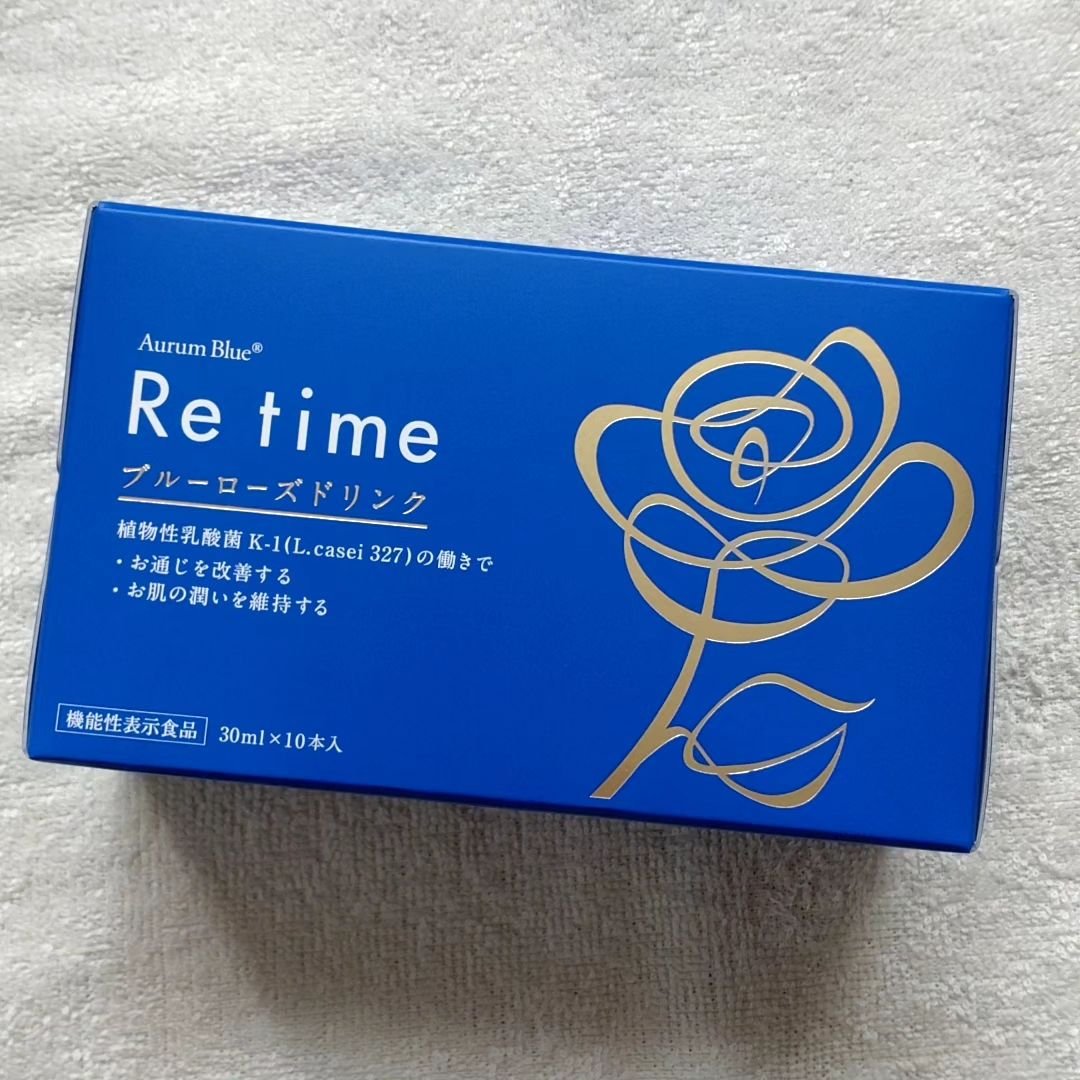 Aurum Blue®
Re time
ブルーローズドリンク
植物性乳酸菌 K-1(L.casei 327)の働きで
・お通じを改善する
・お肌の潤いを維持する
機能性表示食品 30ml×10本入